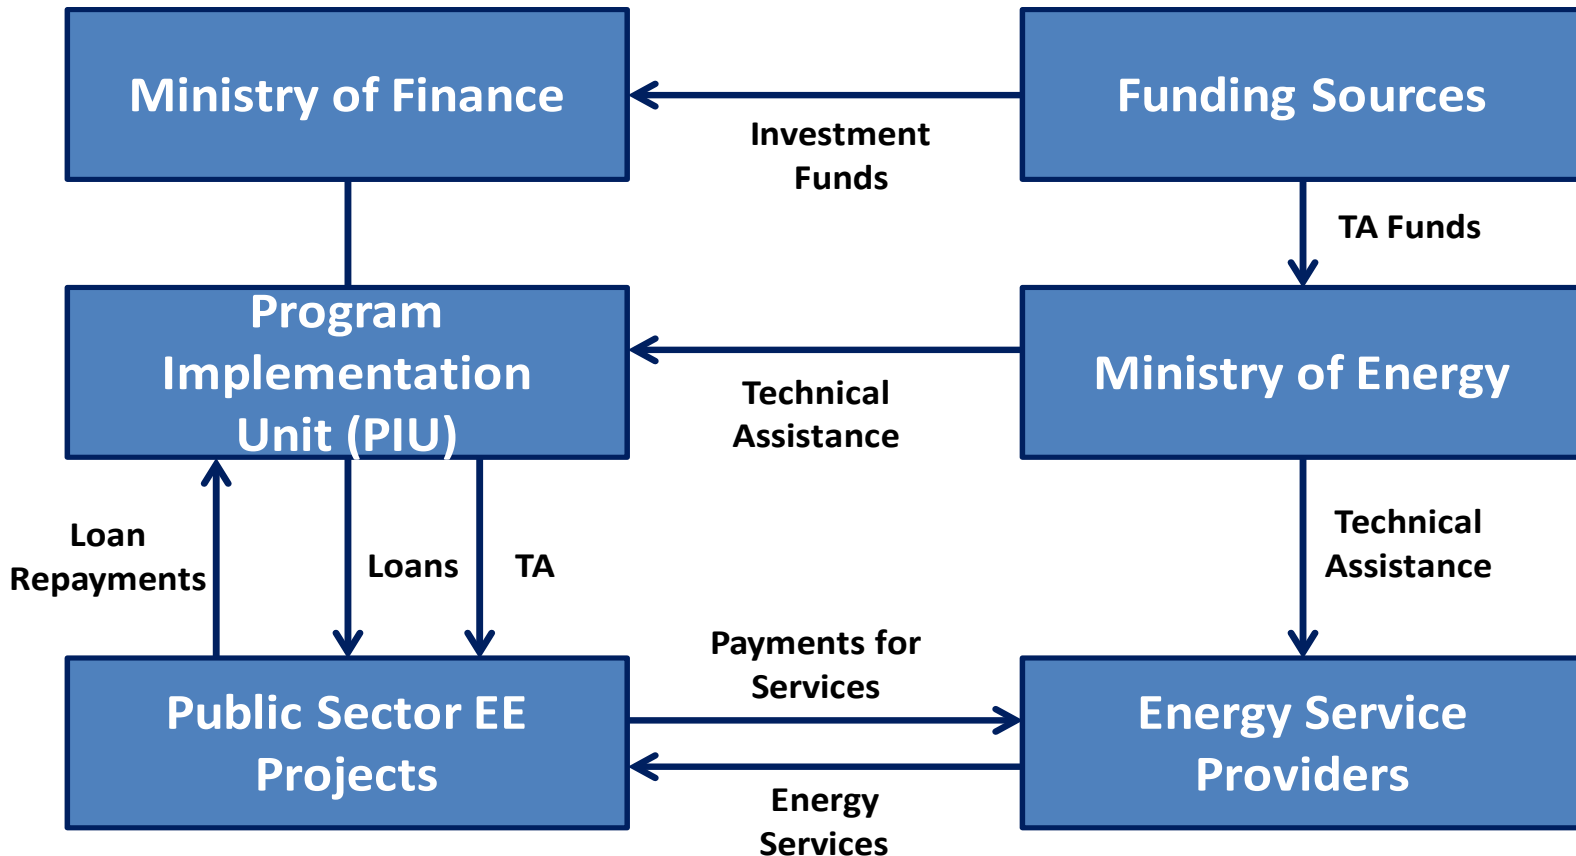 Ministry of Finance
Funding Sources
Investment
Funds
TA Funds
Program
Implementation
Unit (PIU)
Ministry of Energy
Technical
Assistance
Loan
Repayments
Loans
TA
Technical
Assistance
Payments for
Services
Public Sector EE
Projects
Energy Service
Providers
Energy
Services